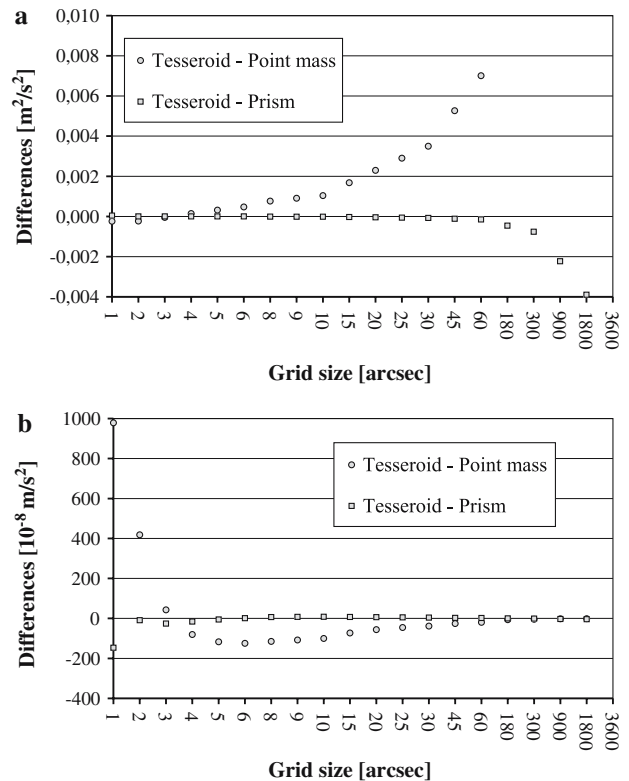 a
0,010
0,008
0,006
0,004
0,002
0,000
-0,002
-0,004
Differences [m²/s²]
Tesseroid - Point mass
Tesseroid - Prism
1 2 3 4 5 6 8 9 10 15 20 25 30 45 60 180 300 900 1800 3600
Grid size [arcsec]
b
1000
800
600
400
200
0
-200
-400
Differences [10⁻⁸ m/s²]
Tesseroid - Point mass
Tesseroid - Prism
1 2 3 4 5 6 8 9 10 15 20 25 30 45 60 180 300 900 1800 3600
Grid size [arcsec]